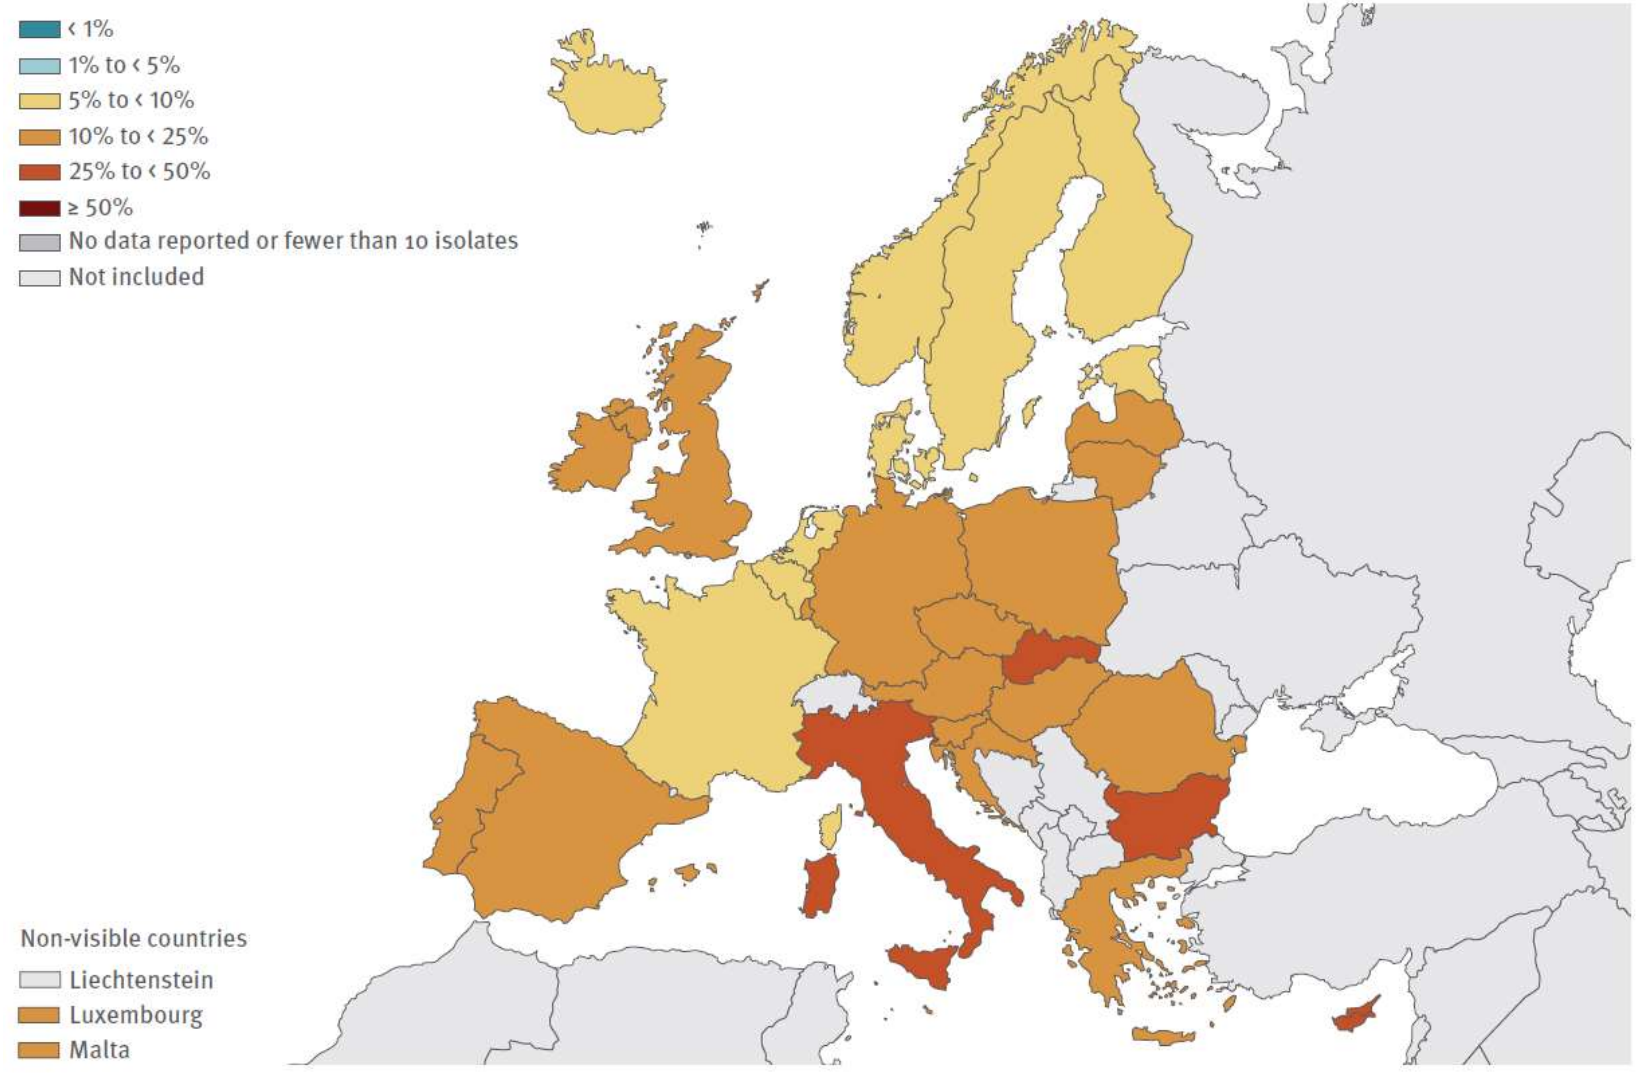 < 1%
1% to < 5%
5% to < 10%
10% to < 25%
25% to < 50%
≥ 50%
No data reported or fewer than 10 isolates
Not included
Non-visible countries
Liechtenstein
Luxembourg
Malta